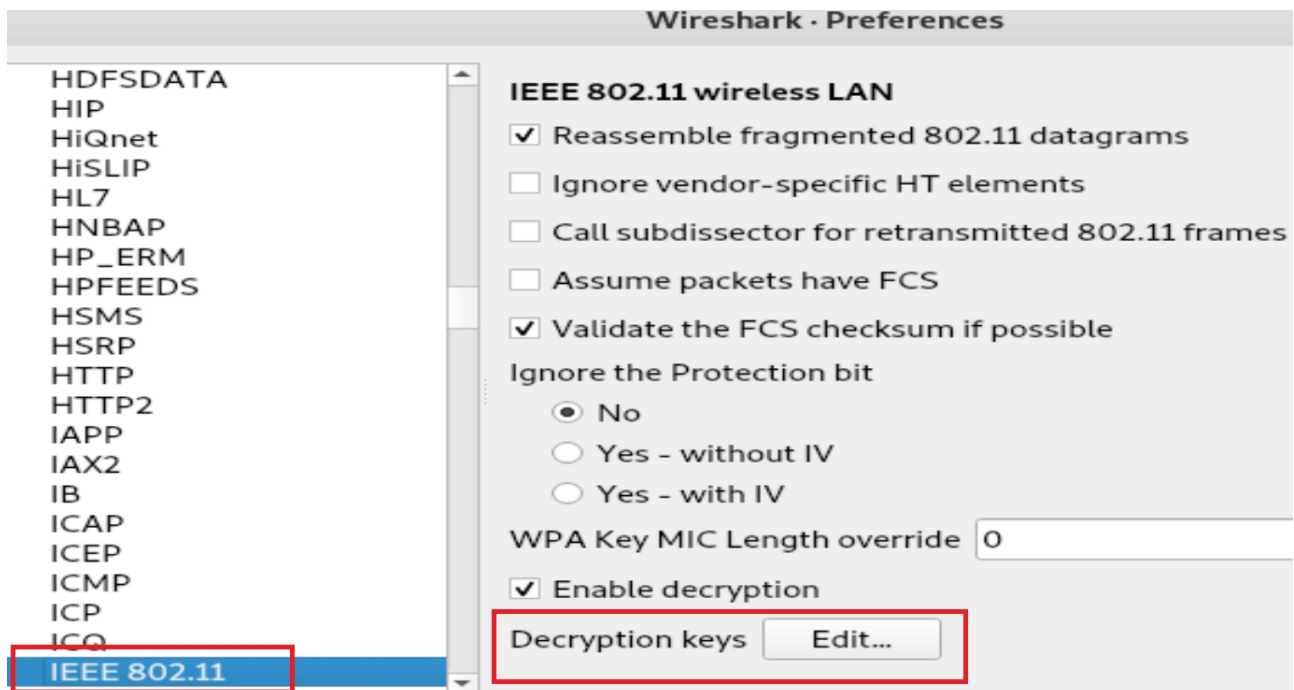 Wireshark · Preferences
HDFSDATA
HIP
HiQnet
HiSLIP
HL7
HNBAP
HP_ERM
HPFEEDS
HSMS
HSRP
HTTP
HTTP2
IAPP
IAX2
IB
ICAP
ICEP
ICMP
ICP
ICQ
IEEE 802.11
IEEE 802.11 wireless LAN
Reassemble fragmented 802.11 datagrams
Ignore vendor-specific HT elements
Call subdissector for retransmitted 802.11 frames
Assume packets have FCS
Validate the FCS checksum if possible
Ignore the Protection bit
No
Yes - without IV
Yes - with IV
WPA Key MIC Length override 0
Enable decryption
Decryption keys Edit...